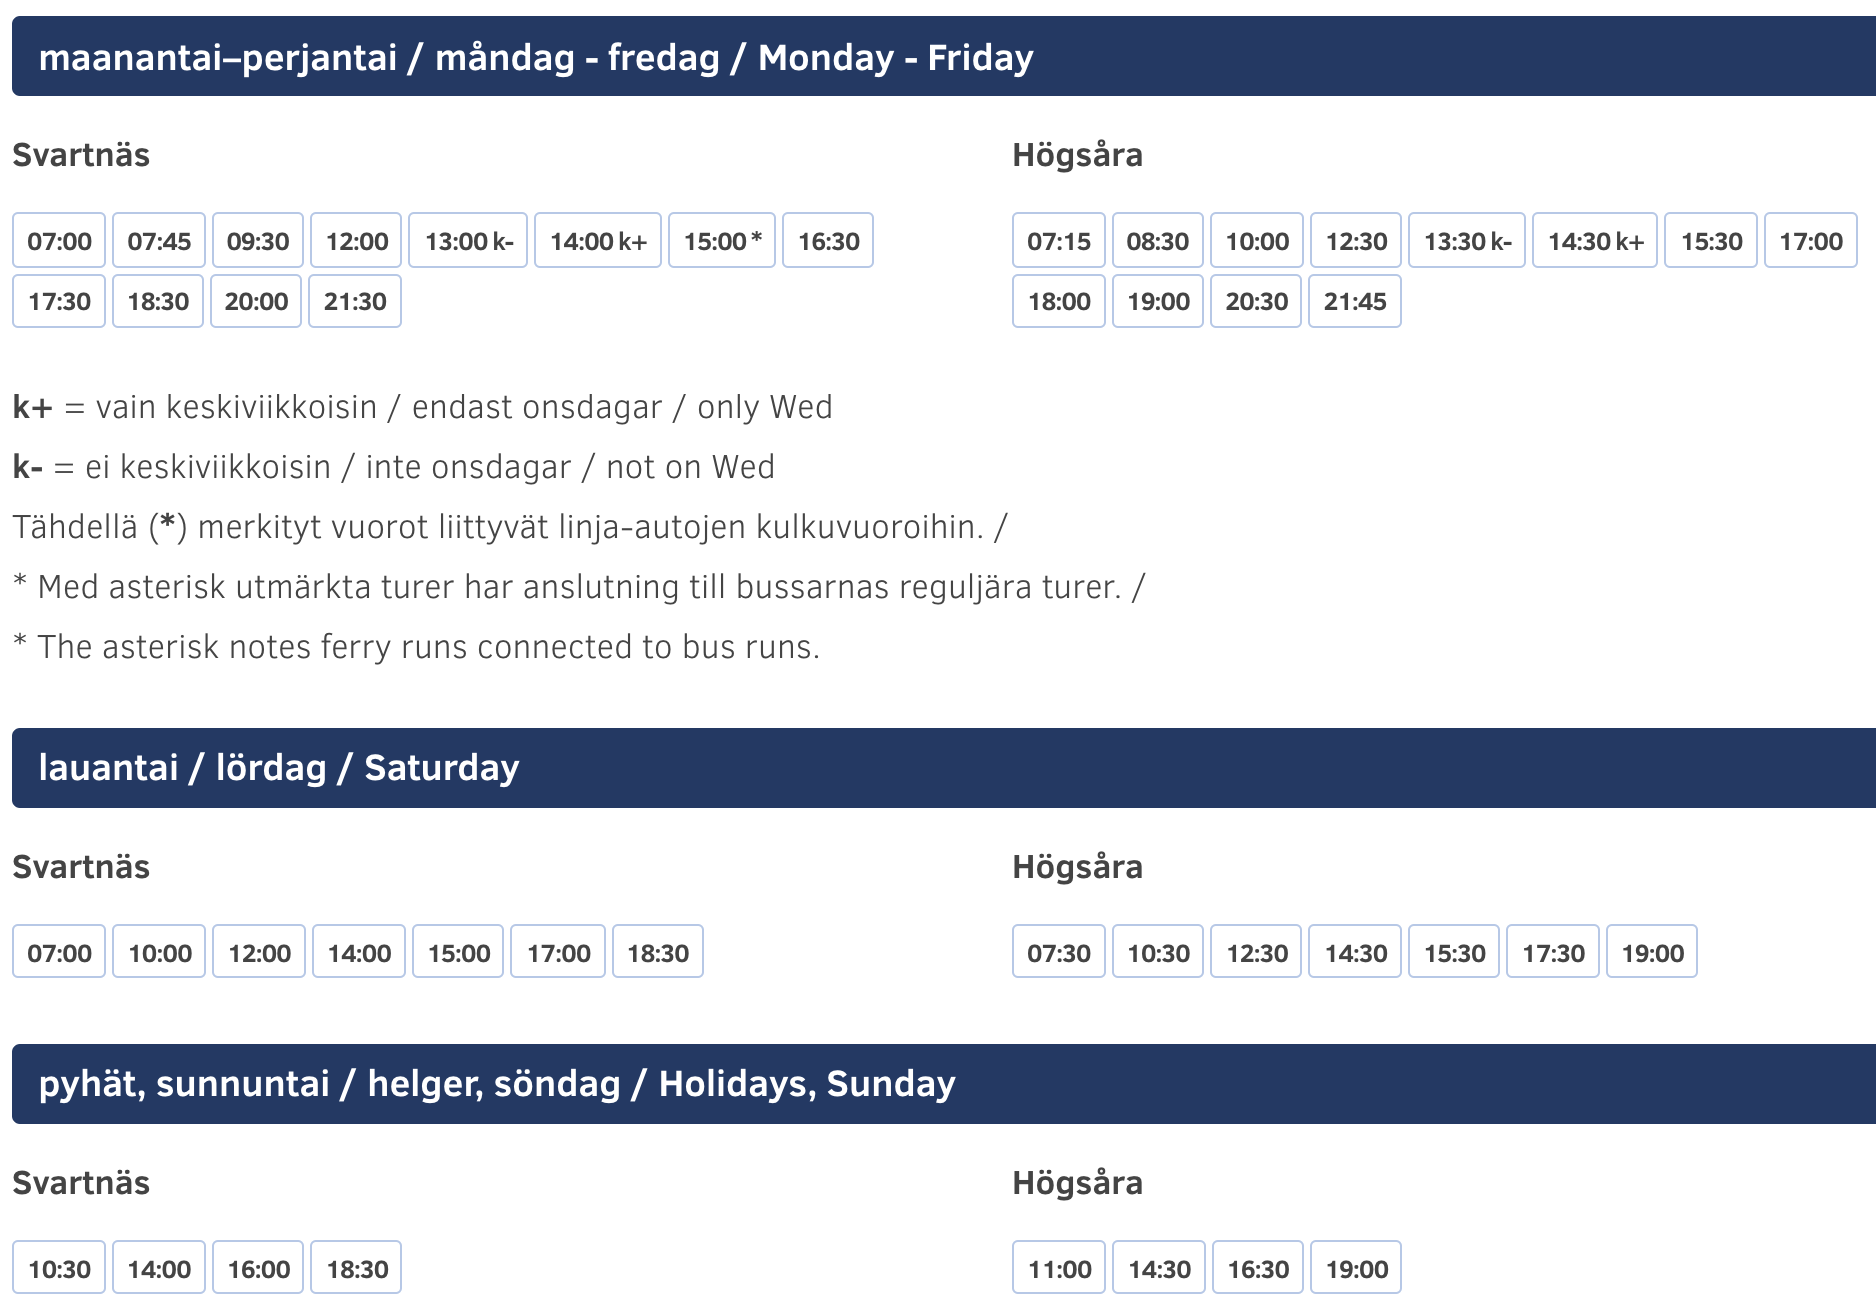 maanantai–perjantai / måndag - fredag / Monday - Friday
Svartnäs
07:00 07:45 09:30 12:00 13:00 k- 14:00 k+ 15:00 * 16:30
17:30 18:30 20:00 21:30
Högsåra
07:15 08:30 10:00 12:30 13:30 k- 14:30 k+ 15:30 17:00
18:00 19:00 20:30 21:45
k+ = vain keskiviikkoisin / endast onsdagar / only Wed
k- = ei keskiviikkoisin / inte onsdagar / not on Wed
Tähdellä (*) merkityt vuorot liittyvät linja-autojen kulkuvuoroihin. /
* Med asterisk utmärkta turer har anslutning till bussarnas reguljära turer. /
* The asterisk notes ferry runs connected to bus runs.
lauantai / lördag / Saturday
Svartnäs
07:00 10:00 12:00 14:00 15:00 17:00 18:30
Högsåra
07:30 10:30 12:30 14:30 15:30 17:30 19:00
pyhät, sunnuntai / helger, söndag / Holidays, Sunday
Svartnäs
10:30 14:00 16:00 18:30
Högsåra
11:00 14:30 16:30 19:00